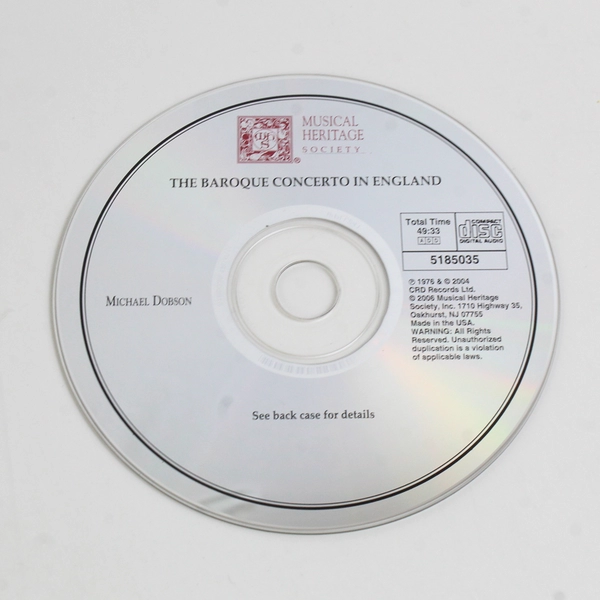 MHS
®
MUSICAL
HERITAGE
SOCIETY
THE BAROQUE CONCERTO IN ENGLAND
Total Time
49:33
ADD
COMPACT
disc
DIGITAL AUDIO
5185035
℗ 1976 & © 2004
CRD Records Ltd.
© 2006 Musical Heritage
Society, Inc. 1710 Highway 35,
Oakhurst, NJ 07755
Made in the USA.
WARNING: All Rights
Reserved. Unauthorized
duplication is a violation
of applicable laws.
MICHAEL DOBSON
See back case for details